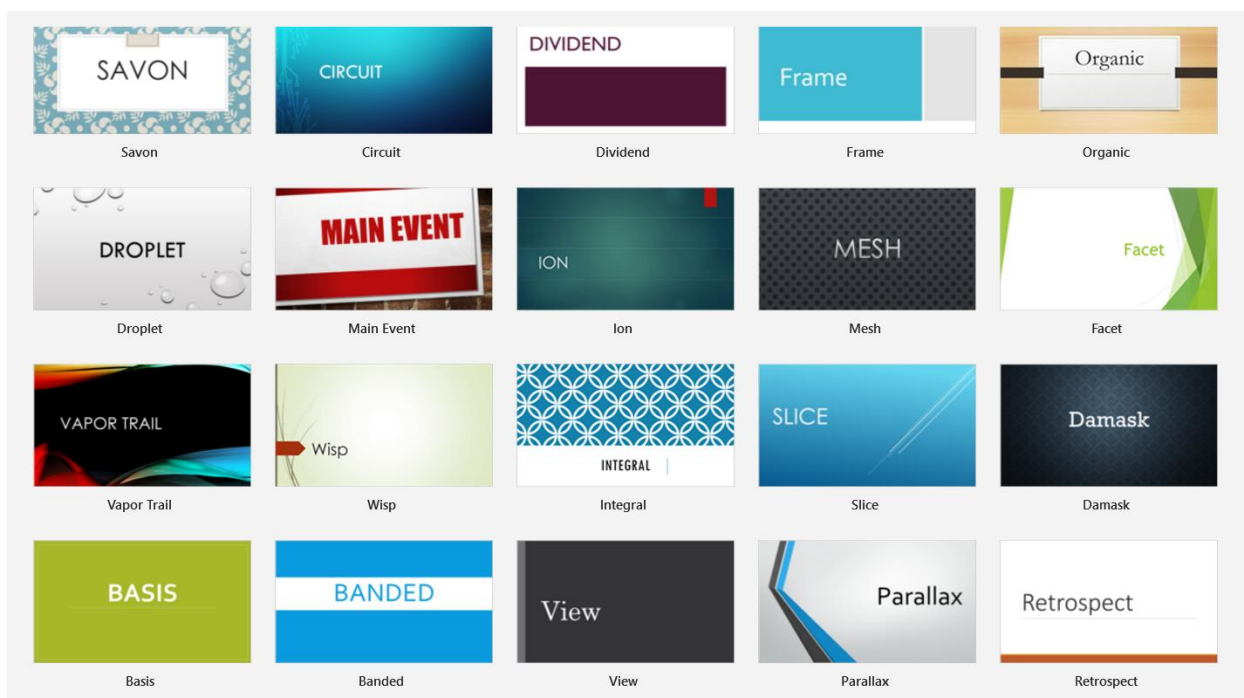 SAVON
CIRCUIT
DIVIDEND
Frame
Organic
Savon
Circuit
Dividend
Frame
Organic
DROPLET
MAIN EVENT
ION
MESH
Facet
Droplet
Main Event
Ion
Mesh
Facet
VAPOR TRAIL
Wisp
INTEGRAL
SLICE
Damask
Vapor Trail
Wisp
Integral
Slice
Damask
BASIS
BANDED
View
Parallax
Retrospect
Basis
Banded
View
Parallax
Retrospect